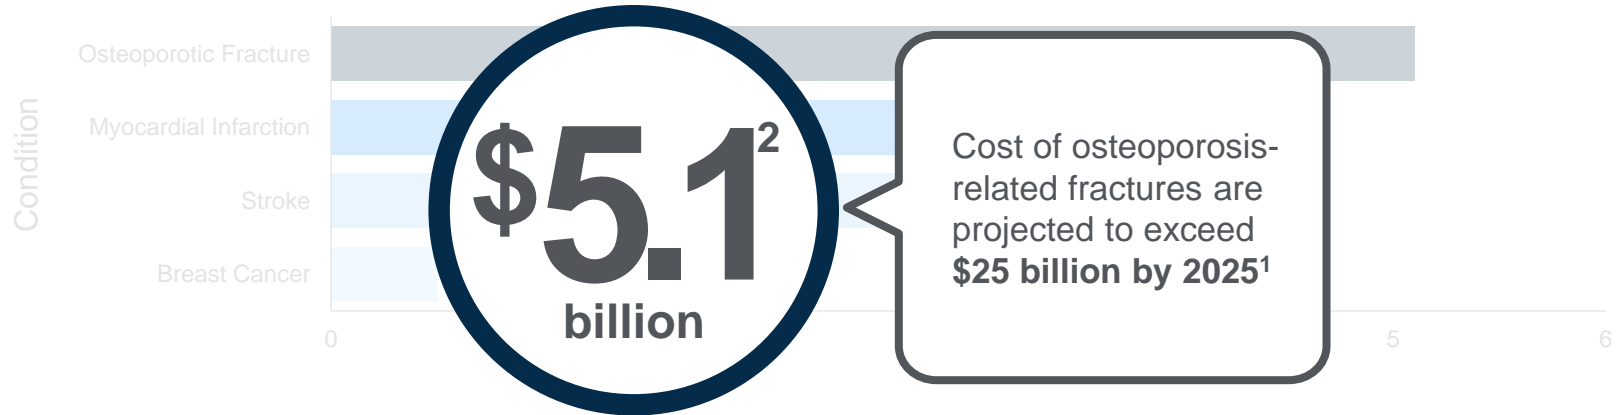 Condition
Osteoporotic Fracture
Myocardial Infarction
Stroke
Breast Cancer
0
5
6
$5.1²
billion
Cost of osteoporosis-
related fractures are
projected to exceed
$25 billion by 2025¹